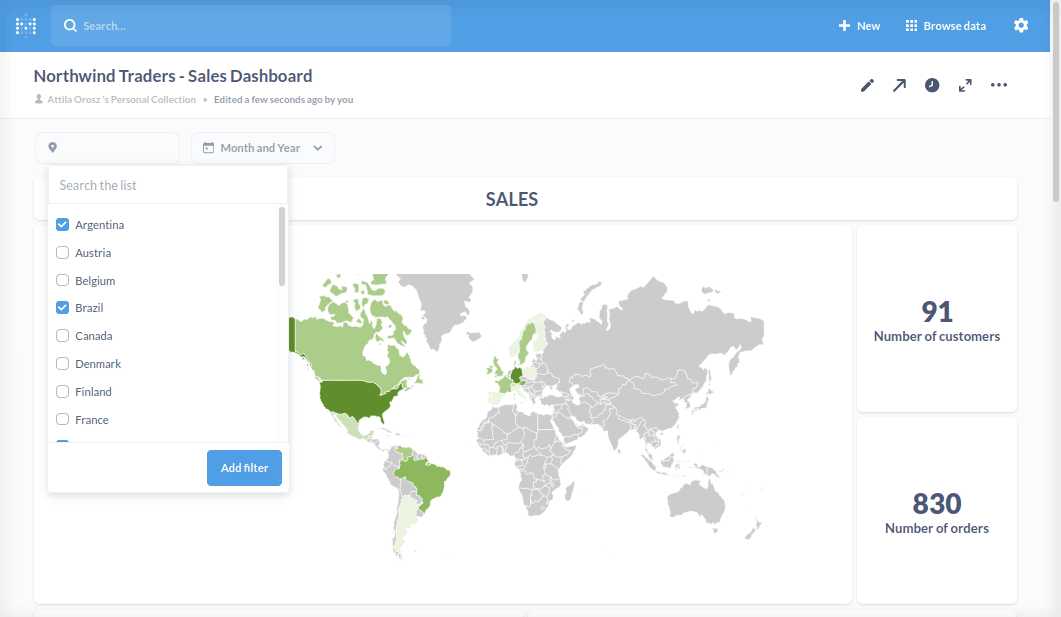 Search...
New
Browse data
Northwind Traders - Sales Dashboard
Attila Orosz 's Personal Collection • Edited a few seconds ago by you
Month and Year
Search the list
Argentina
Austria
Belgium
Brazil
Canada
Denmark
Finland
France
Add filter
SALES
91
Number of customers
830
Number of orders